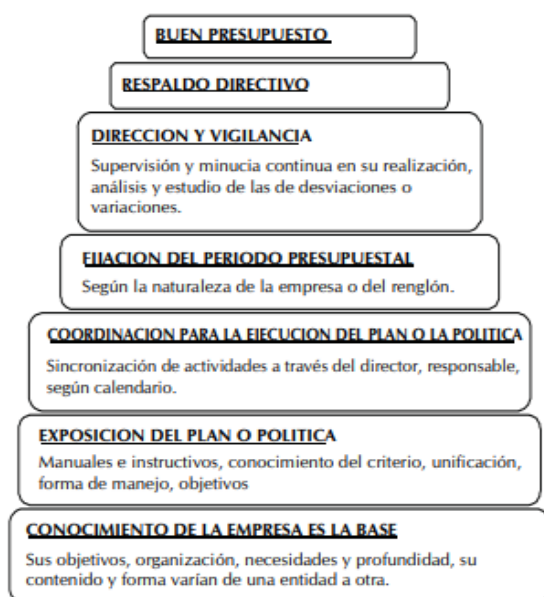 BUEN PRESUPUESTO
RESPALDO DIRECTIVO
DIRECCION Y VIGILANCIA
Supervisión y minucia continua en su realización,
análisis y estudio de las de desviaciones o
variaciones.
FIJACION DEL PERIODO PRESUPUESTAL
Según la naturaleza de la empresa o del renglón.
COORDINACION PARA LA EJECUCION DEL PLAN O LA POLITICA
Sincronización de actividades a través del director, responsable,
según calendario.
EXPOSICION DEL PLAN O POLITICA
Manuales e instructivos, conocimiento del criterio, unificación,
forma de manejo, objetivos
CONOCIMIENTO DE LA EMPRESA ES LA BASE
Sus objetivos, organización, necesidades y profundidad, su
contenido y forma varían de una entidad a otra.